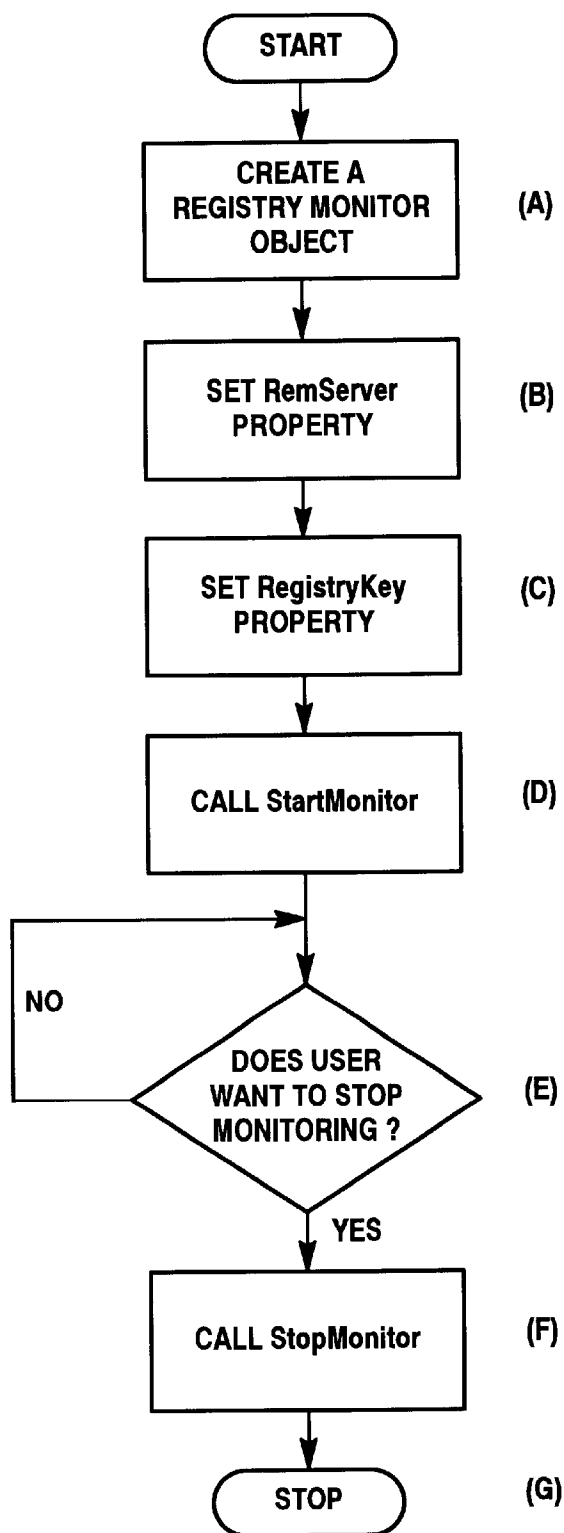 START
CREATE A
REGISTRY MONITOR
OBJECT
(A)
SET RemServer
PROPERTY
(B)
SET RegistryKey
PROPERTY
(C)
CALL StartMonitor
(D)
NO
DOES USER
WANT TO STOP
MONITORING ?
(E)
YES
CALL StopMonitor
(F)
STOP
(G)